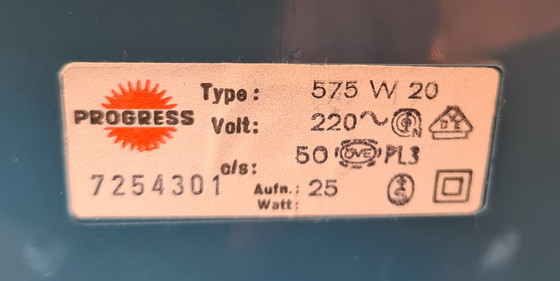 Type: 575 W 20
PROGRESS
Volt: 220~
c/s: 50 ÖVE PL3
7254301
Aufn.: 25
Watt: